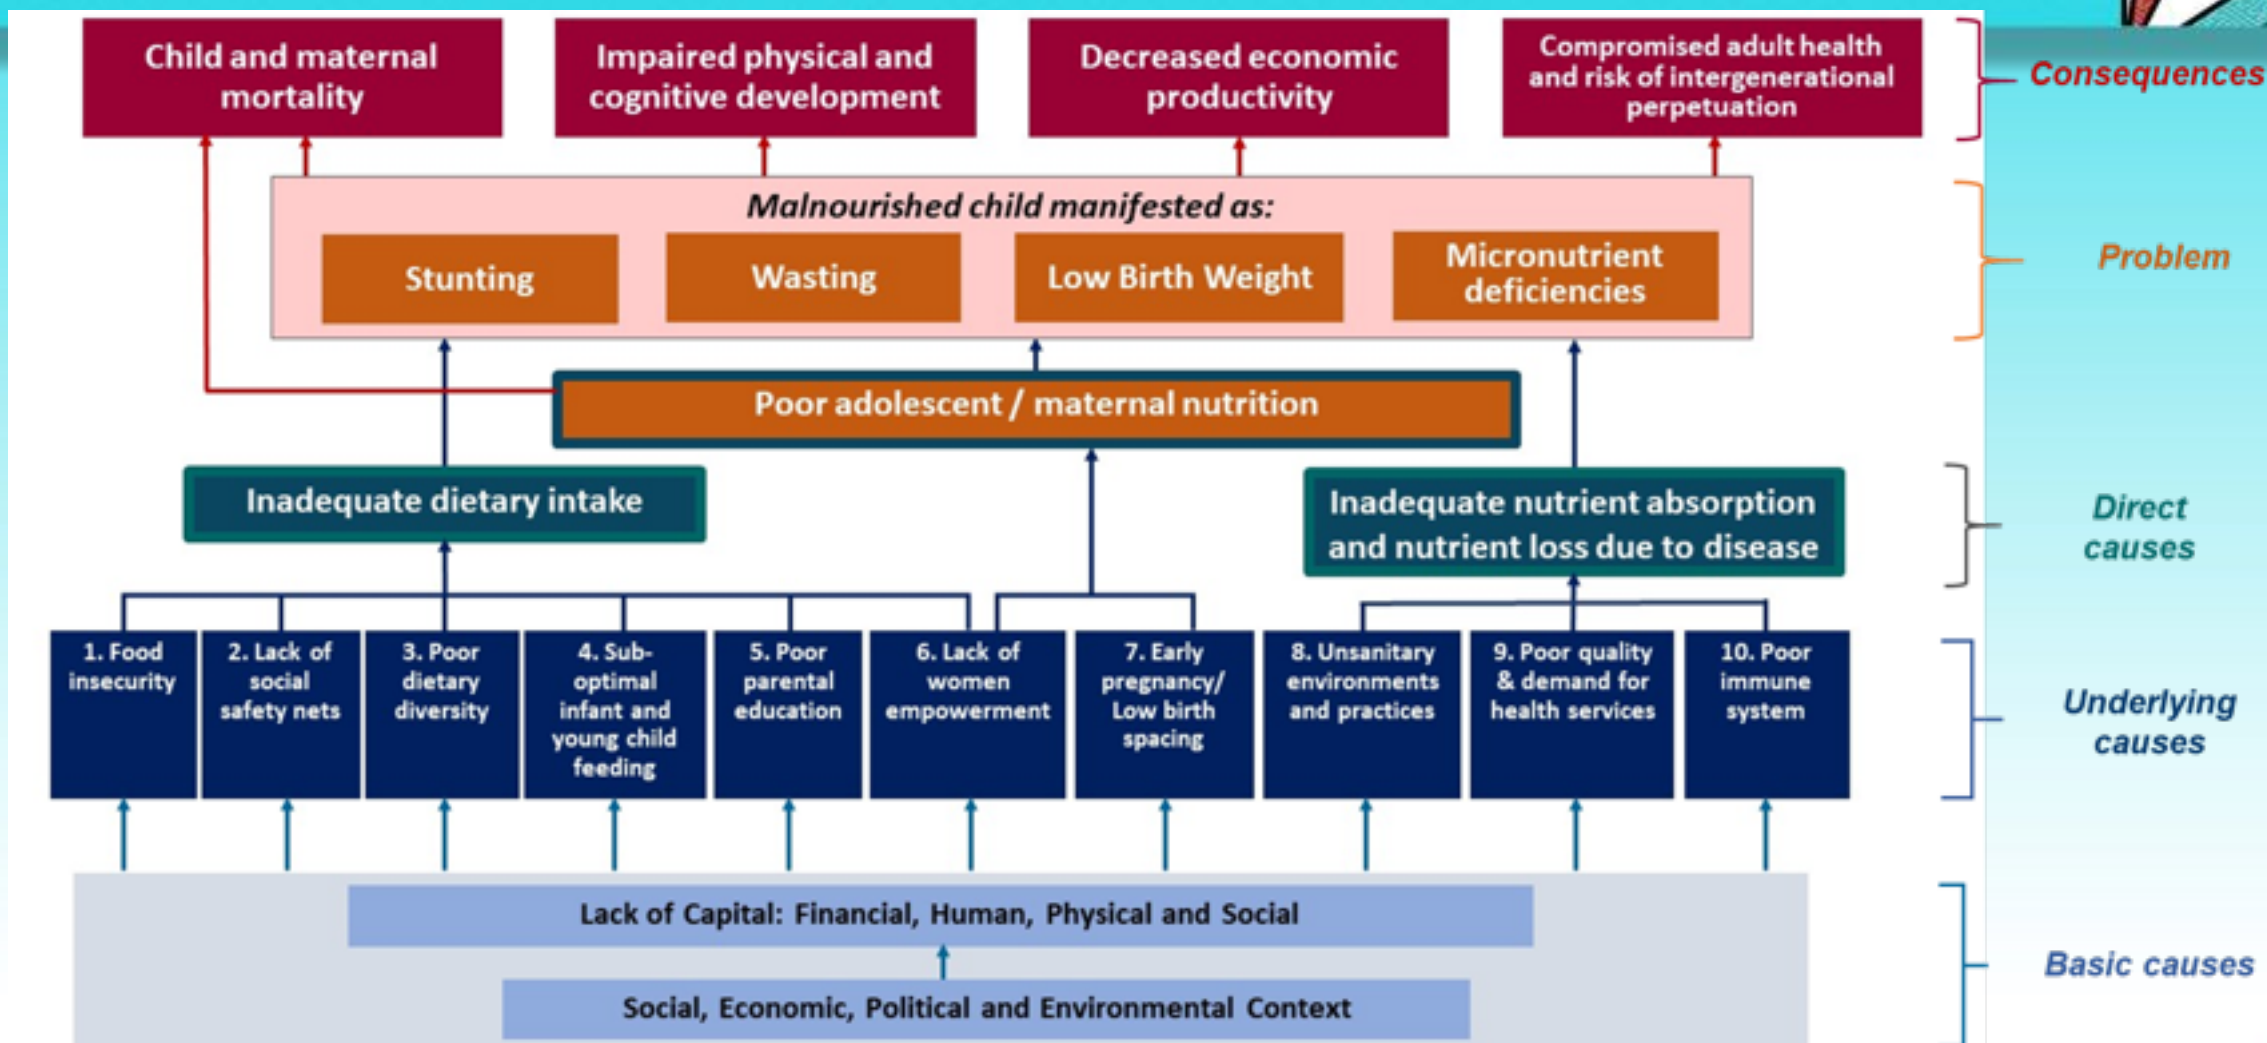 Child and maternal
mortality
Impaired physical and
cognitive development
Decreased economic
productivity
Compromised adult health
and risk of intergenerational
perpetuation
Consequences
Malnourished child manifested as:
Stunting
Wasting
Low Birth Weight
Micronutrient
deficiencies
Problem
Poor adolescent / maternal nutrition
Inadequate dietary intake
Inadequate nutrient absorption
and nutrient loss due to disease
Direct
causes
1. Food
insecurity
2. Lack of
social
safety nets
3. Poor
dietary
diversity
4. Sub-
optimal
infant and
young child
feeding
5. Poor
parental
education
6. Lack of
women
empowerment
7. Early
pregnancy/
Low birth
spacing
8. Unsanitary
environments
and practices
9. Poor quality
& demand for
health services
10. Poor
immune
system
Underlying
causes
Lack of Capital: Financial, Human, Physical and Social
Social, Economic, Political and Environmental Context
Basic causes